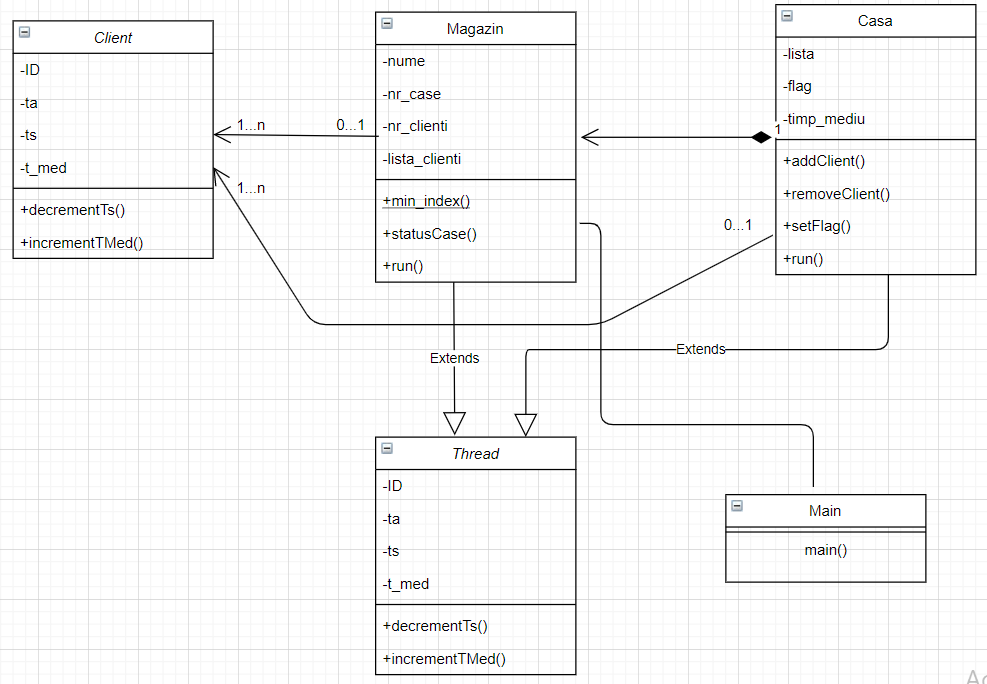 Client
-ID
-ta
-ts
-t_med
+decrementTs()
+incrementTMed()
1...n
0...1
1...n
Magazin
-nume
-nr_case
-nr_clienti
-lista_clienti
+min_index()
+statusCase()
+run()
Casa
-lista
-flag
-timp_mediu
1
+addClient()
+removeClient()
+setFlag()
+run()
0...1
Extends
Extends
Thread
-ID
-ta
-ts
-t_med
+decrementTs()
+incrementTMed()
Main
main()